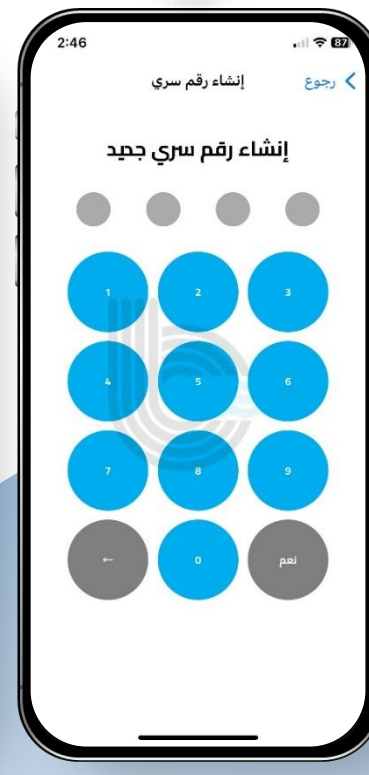 2:46
87
رجوع
إنشاء رقم سري
إنشاء رقم سري جديد
1 2 3
4 5 6
7 8 9
← 0 نعم